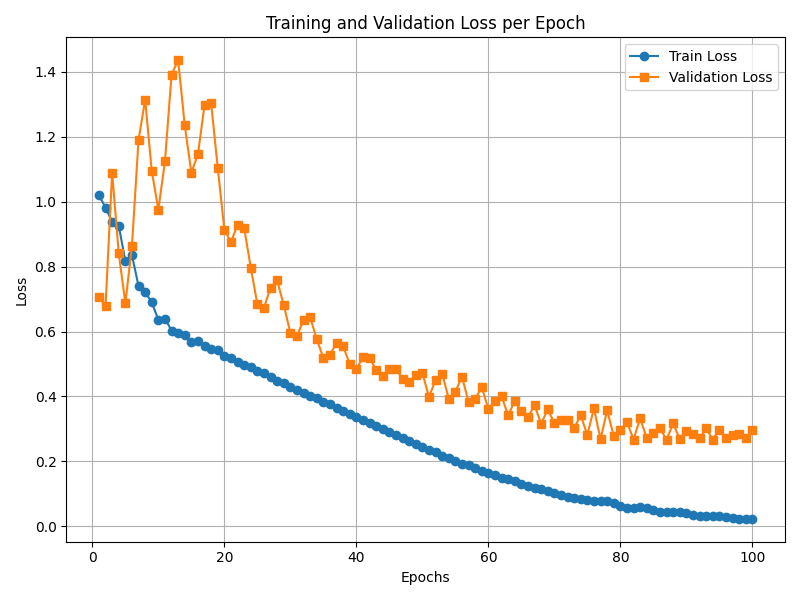 Training and Validation Loss per Epoch
Train Loss
Validation Loss
1.4
1.2
1.0
0.8
0.6
0.4
0.2
0.0
Loss
0 20 40 60 80 100
Epochs